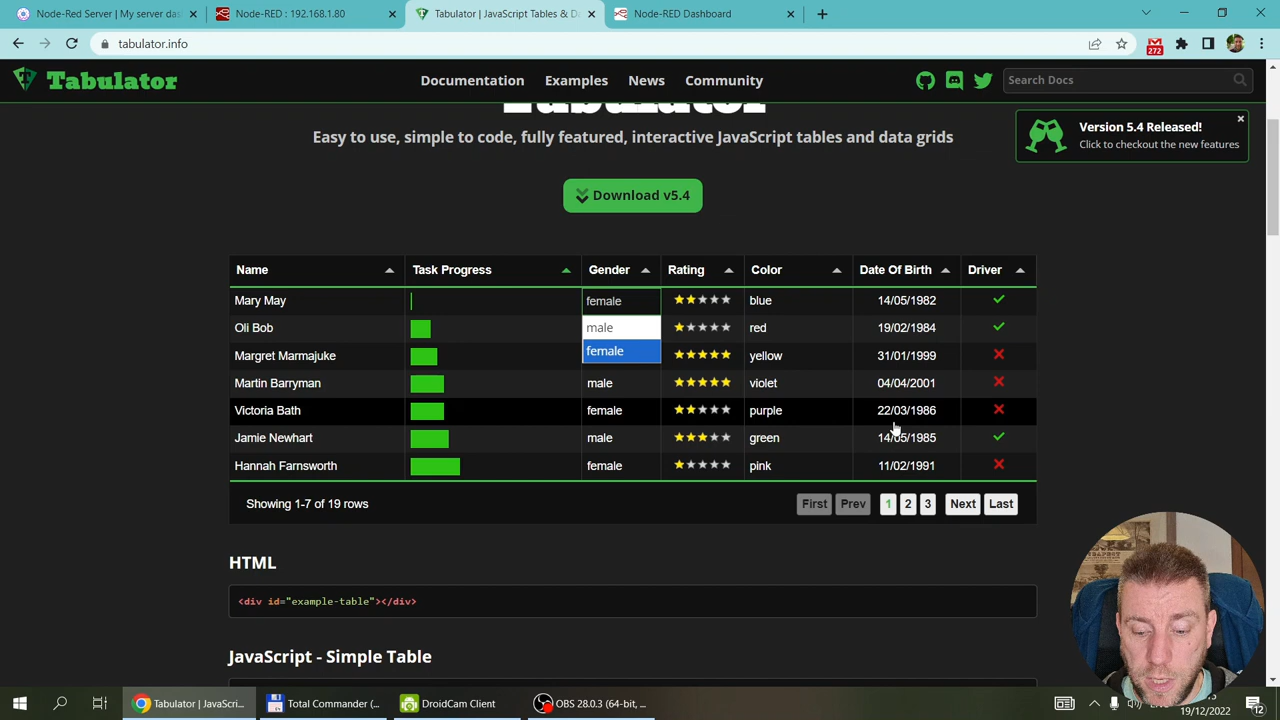 Node-Red Server | My server das
Node-RED : 192.168.1.80
Tabulator | JavaScript Tables & Da
Node-RED Dashboard
tabulator.info
272
Tabulator
Documentation
Examples
News
Community
Search Docs
Tabulator
Easy to use, simple to code, fully featured, interactive JavaScript tables and data grids
Version 5.4 Released!
Click to checkout the new features
Download v5.4
Name Task Progress Gender Rating Color Date Of Birth Driver
Mary May female blue 14/05/1982
Oli Bob male red 19/02/1984
Margret Marmajuke female yellow 31/01/1999
Martin Barryman male violet 04/04/2001
Victoria Bath female purple 22/03/1986
Jamie Newhart male green 14/05/1985
Hannah Farnsworth female pink 11/02/1991
Showing 1-7 of 19 rows
First Prev 1 2 3 Next Last
HTML
<div id="example-table"></div>
JavaScript - Simple Table
Tabulator | JavaScri...
Total Commander (...
DroidCam Client
OBS 28.0.3 (64-bit, ...
19/12/2022
12